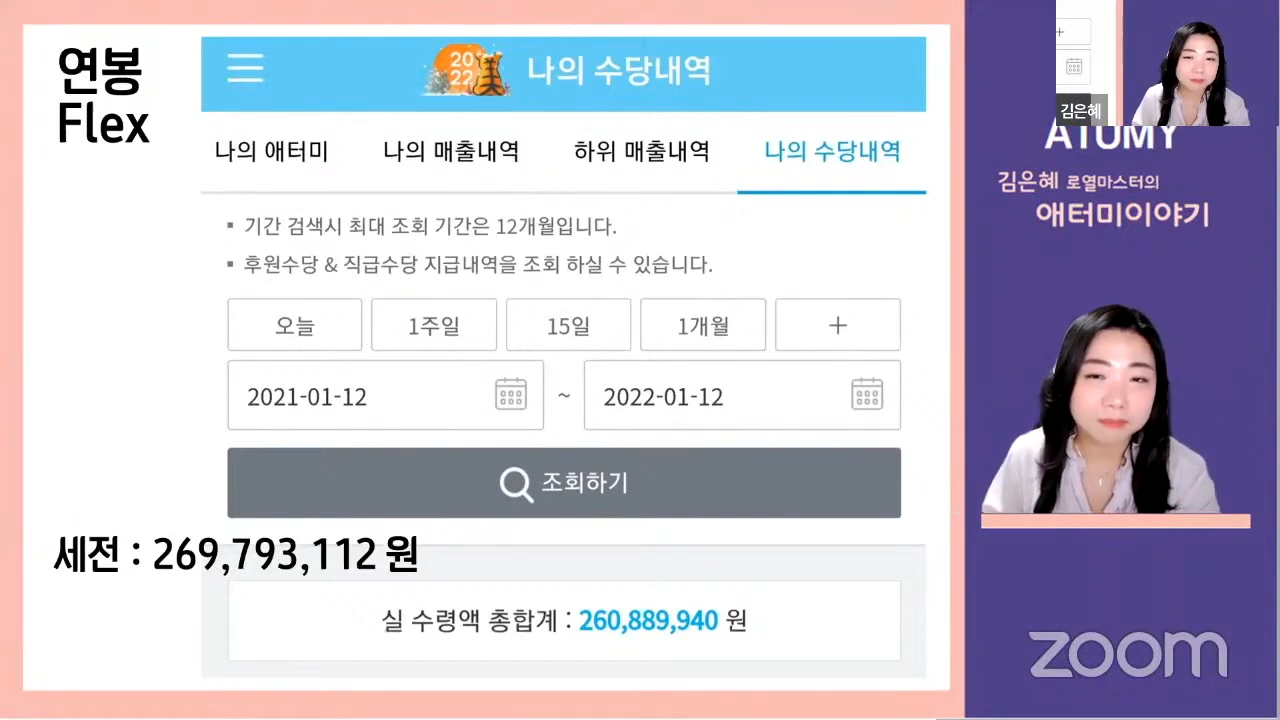 연봉
Flex
2022
나의 수당내역
나의 애터미 나의 매출내역 하위 매출내역 나의 수당내역
▪ 기간 검색시 최대 조회 기간은 12개월입니다.
▪ 후원수당 & 직급수당 지급내역을 조회 하실 수 있습니다.
오늘 1주일 15일 1개월 +
2021-01-12 ~ 2022-01-12
조회하기
세전 : 269,793,112 원
실 수령액 총합계 : 260,889,940 원
+
김은혜
ATOMY
김은혜 로열마스터의
애터미이야기
zoom